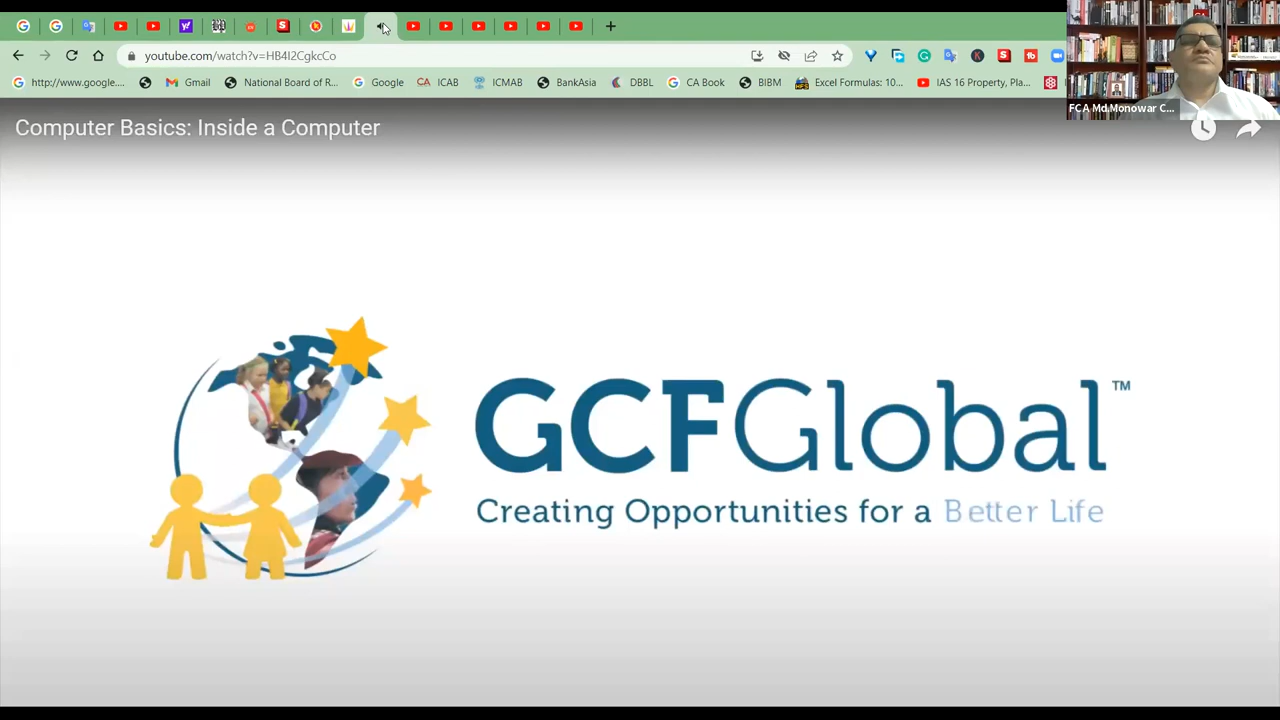 youtube.com/watch?v=HB4I2CgkcCo
http://www.google....
Gmail
National Board of R...
Google
ICAB
ICMAB
BankAsia
DBBL
CA Book
BIBM
Excel Formulas: 10...
IAS 16 Property, Pla...
FCA Md.Monowar C...
Computer Basics: Inside a Computer
GCFGlobal™
Creating Opportunities for a Better Life